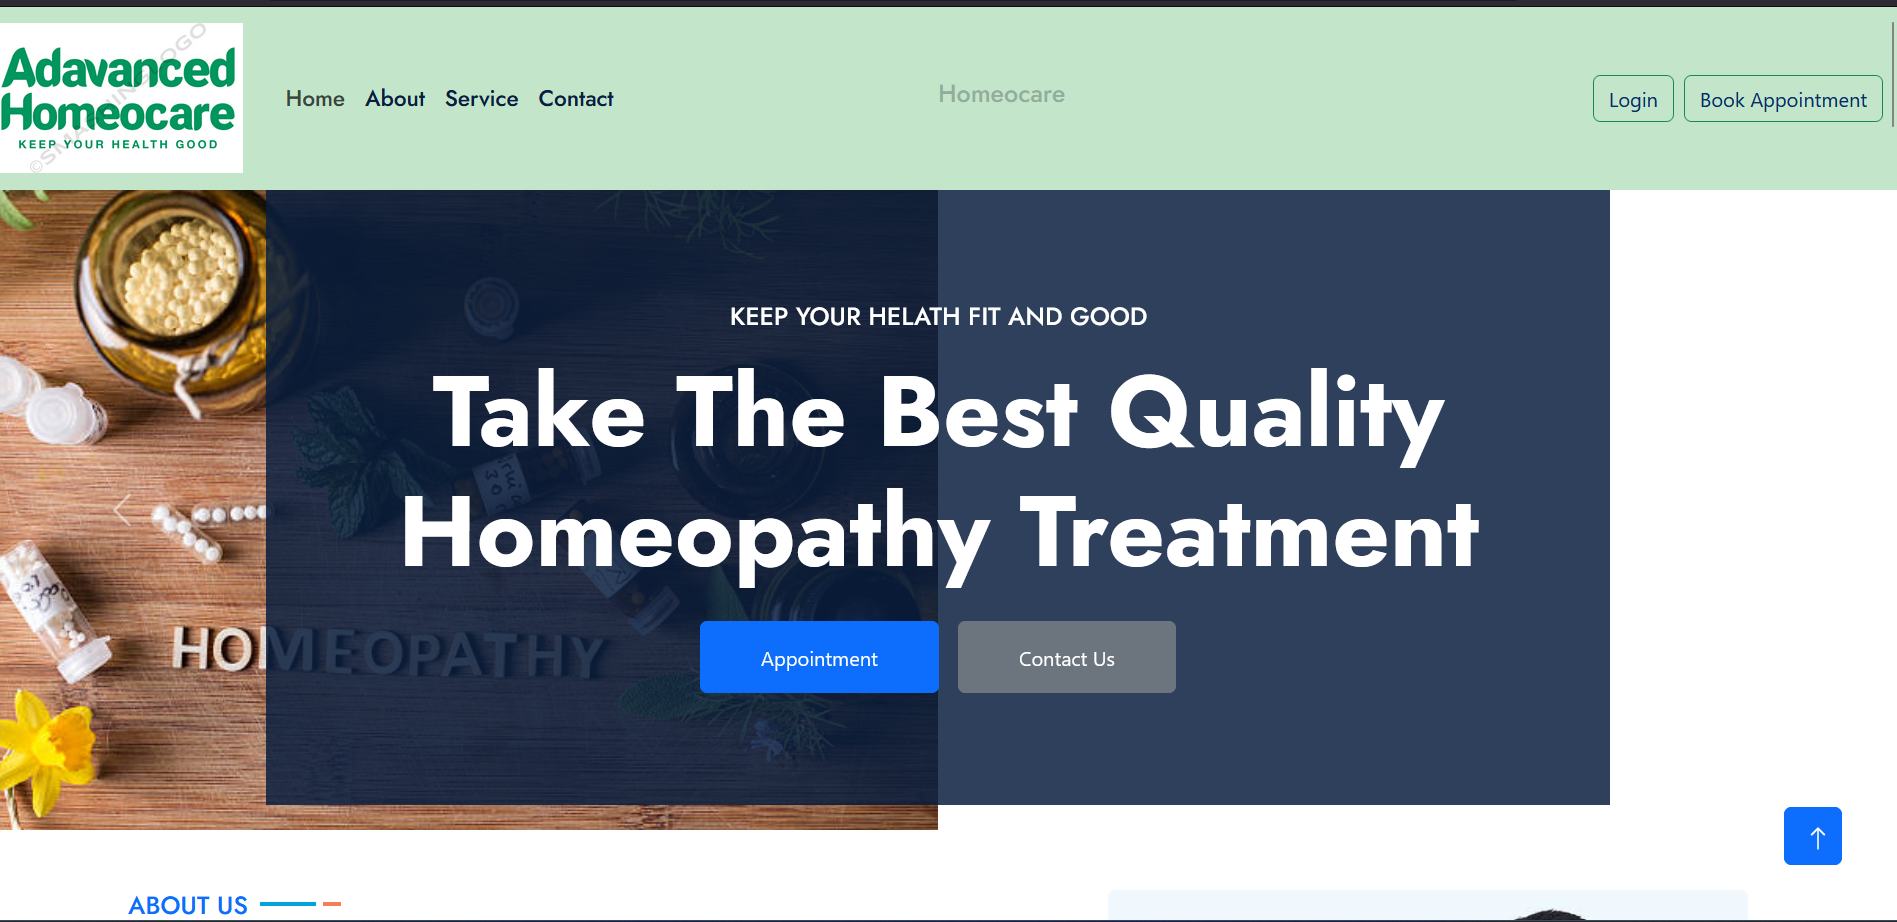 Adavanced
Homeocare
KEEP YOUR HEALTH GOOD
Home About Service Contact
Homeocare
Login Book Appointment
KEEP YOUR HELATH FIT AND GOOD
Take The Best Quality
Homeopathy Treatment
HOMEOPATHY
Appointment Contact Us
ABOUT US